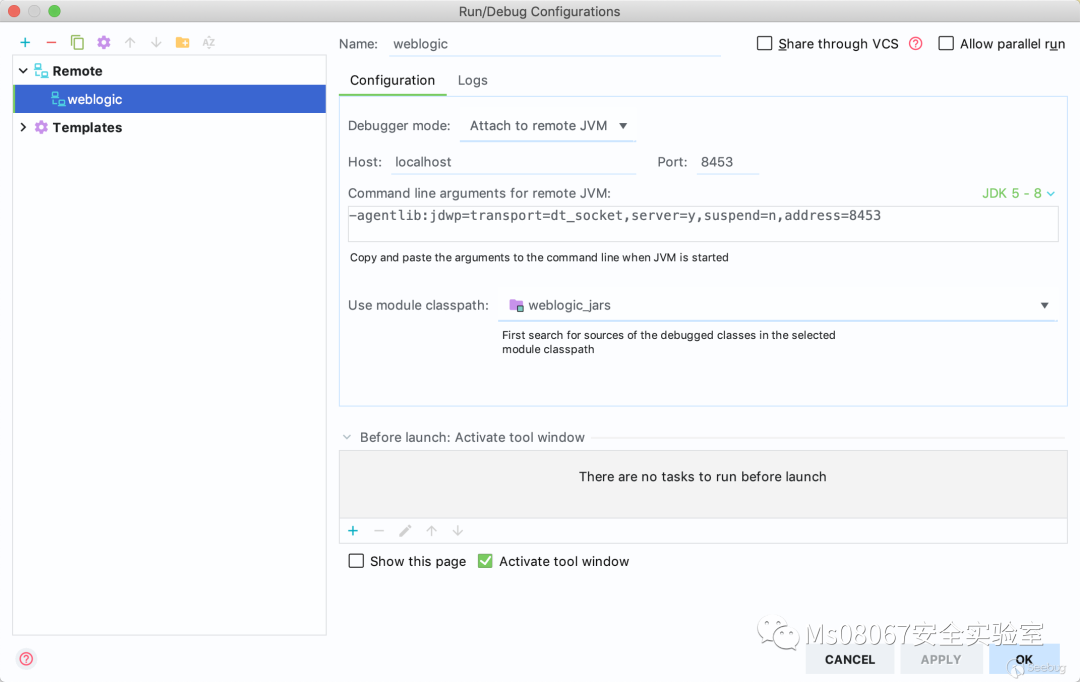 Run/Debug Configurations
Name: weblogic
Share through VCS
Allow parallel run
Remote
weblogic
Templates
Configuration
Logs
Debugger mode: Attach to remote JVM
Host: localhost
Port: 8453
Command line arguments for remote JVM:
JDK 5 - 8
-agentlib:jdwp=transport=dt_socket,server=y,suspend=n,address=8453
Copy and paste the arguments to the command line when JVM is started
Use module classpath: weblogic_jars
First search for sources of the debugged classes in the selected
module classpath
Before launch: Activate tool window
There are no tasks to run before launch
Show this page
Activate tool window
Ms08067安全实验室
CANCEL
APPLY
OK
Seebug